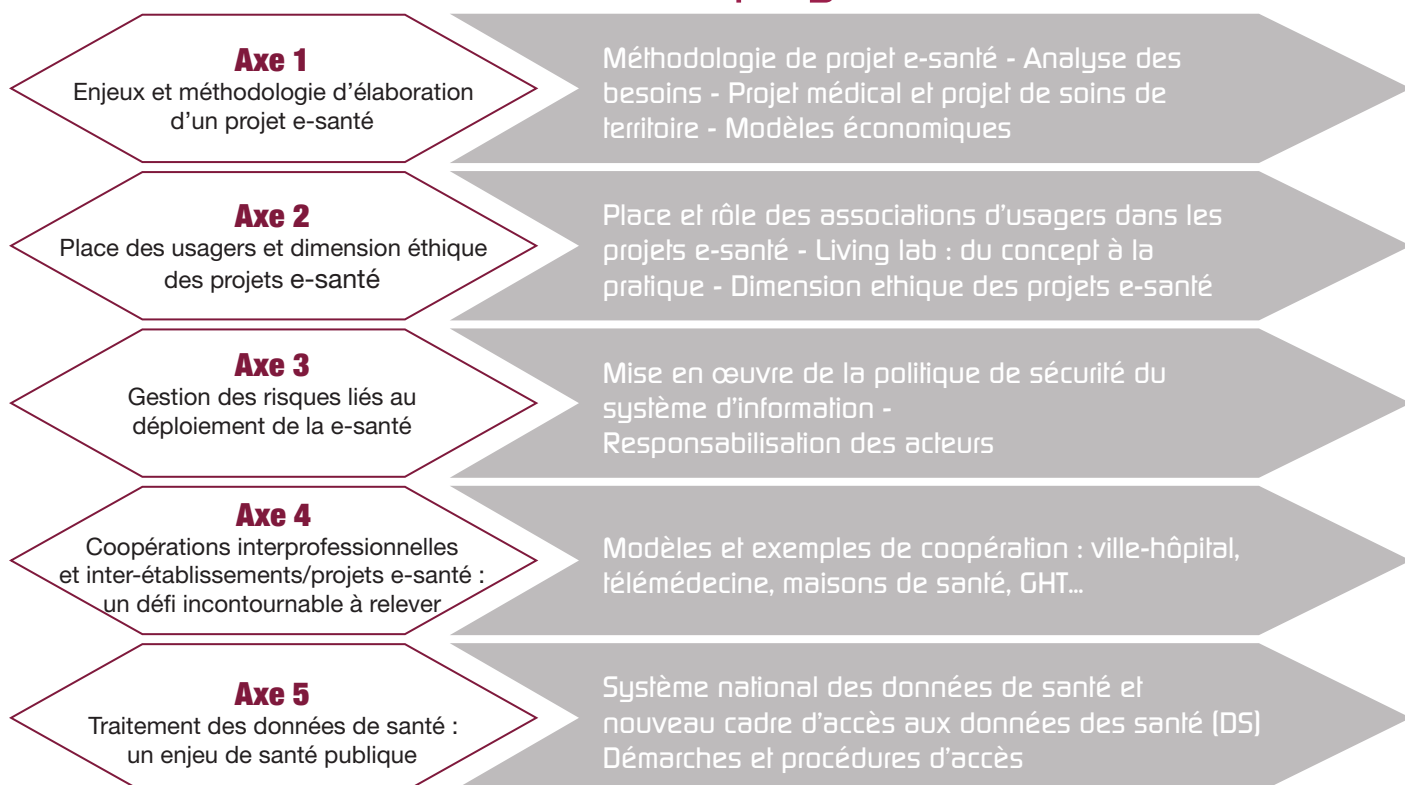 Axe 1
Enjeux et méthodologie d'élaboration
d'un projet e-santé
Méthodologie de projet e-santé - Analyse des
besoins - Projet médical et projet de soins de
territoire - Modèles économiques
Axe 2
Place des usagers et dimension éthique
des projets e-santé
Place et rôle des associations d'usagers dans les
projets e-santé - Living lab : du concept à la
pratique - Dimension ethique des projets e-santé
Axe 3
Gestion des risques liés au
déploiement de la e-santé
Mise en œuvre de la politique de sécurité du
système d'information -
Responsabilisation des acteurs
Axe 4
Coopérations interprofessionnelles
et inter-établissements/projets e-santé :
un défi incontournable à relever
Modèles et exemples de coopération : ville-hôpital,
télémédecine, maisons de santé, GHT...
Axe 5
Traitement des données de santé :
un enjeu de santé publique
Système national des données de santé et
nouveau cadre d'accès aux données des santé (DS)
Démarches et procédures d'accès